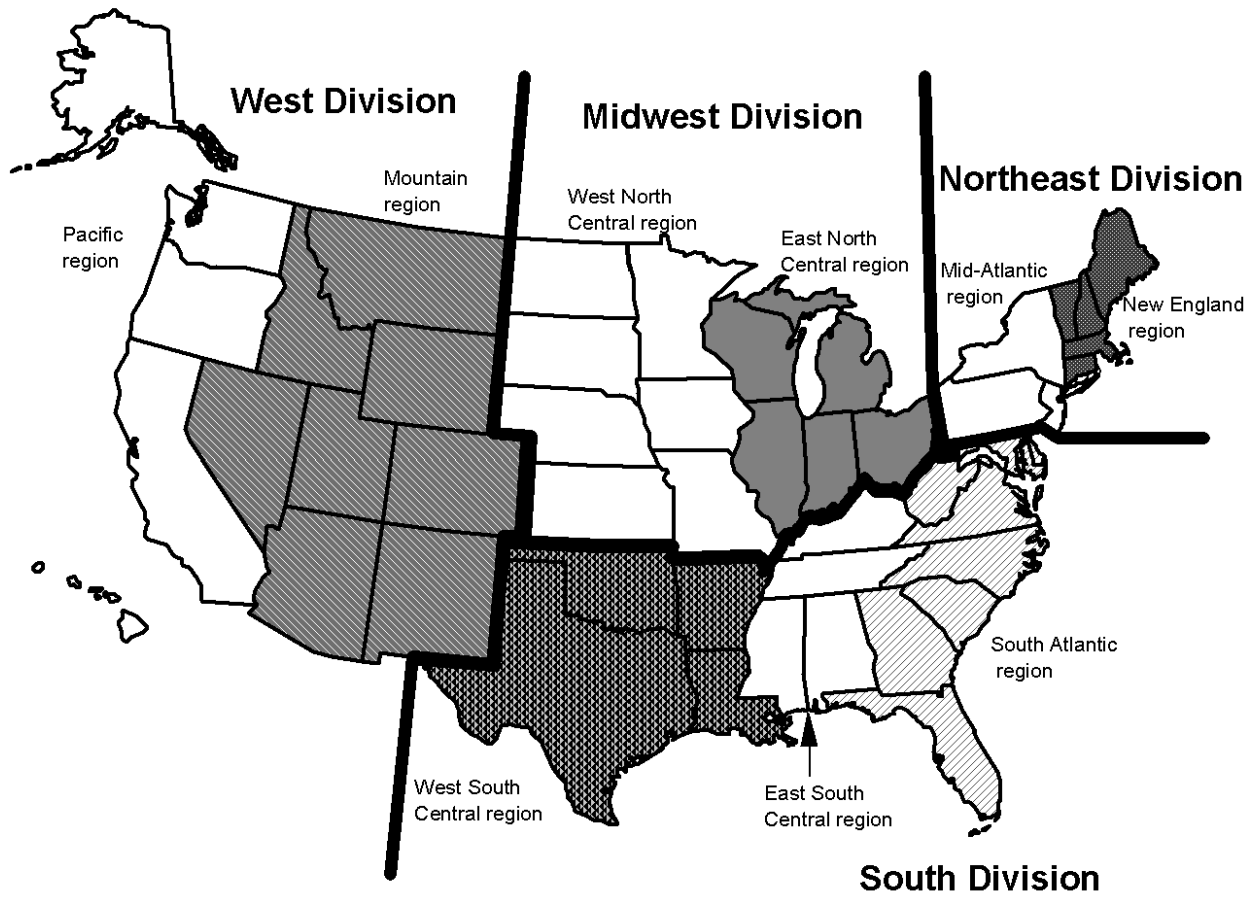 West Division
Midwest Division
Northeast Division
Mountain
region
West North
Central region
Pacific
region
East North
Central region
Mid-Atlantic
region
New England
region
South Atlantic
region
West South
Central region
East South
Central region
South Division